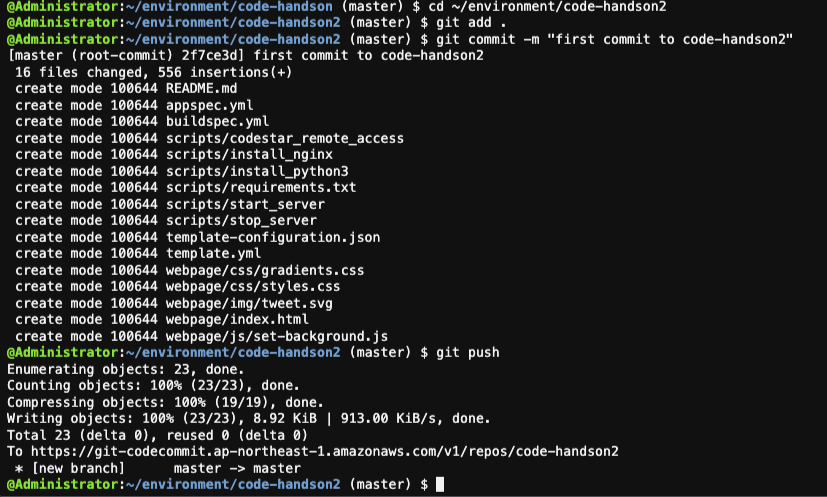 @Administrator:~/environment/code-handson (master) $ cd ~/environment/code-handson2
@Administrator:~/environment/code-handson2 (master) $ git add .
@Administrator:~/environment/code-handson2 (master) $ git commit -m "first commit to code-handson2"
[master (root-commit) 2f7ce3d] first commit to code-handson2
 16 files changed, 556 insertions(+)
 create mode 100644 README.md
 create mode 100644 appspec.yml
 create mode 100644 buildspec.yml
 create mode 100644 scripts/codestar_remote_access
 create mode 100644 scripts/install_nginx
 create mode 100644 scripts/install_python3
 create mode 100644 scripts/requirements.txt
 create mode 100644 scripts/start_server
 create mode 100644 scripts/stop_server
 create mode 100644 template-configuration.json
 create mode 100644 template.yml
 create mode 100644 webpage/css/gradients.css
 create mode 100644 webpage/css/styles.css
 create mode 100644 webpage/img/tweet.svg
 create mode 100644 webpage/index.html
 create mode 100644 webpage/js/set-background.js
@Administrator:~/environment/code-handson2 (master) $ git push
Enumerating objects: 23, done.
Counting objects: 100% (23/23), done.
Compressing objects: 100% (19/19), done.
Writing objects: 100% (23/23), 8.92 KiB | 913.00 KiB/s, done.
Total 23 (delta 0), reused 0 (delta 0)
To https://git-codecommit.ap-northeast-1.amazonaws.com/v1/repos/code-handson2
 * [new branch]      master -> master
@Administrator:~/environment/code-handson2 (master) $